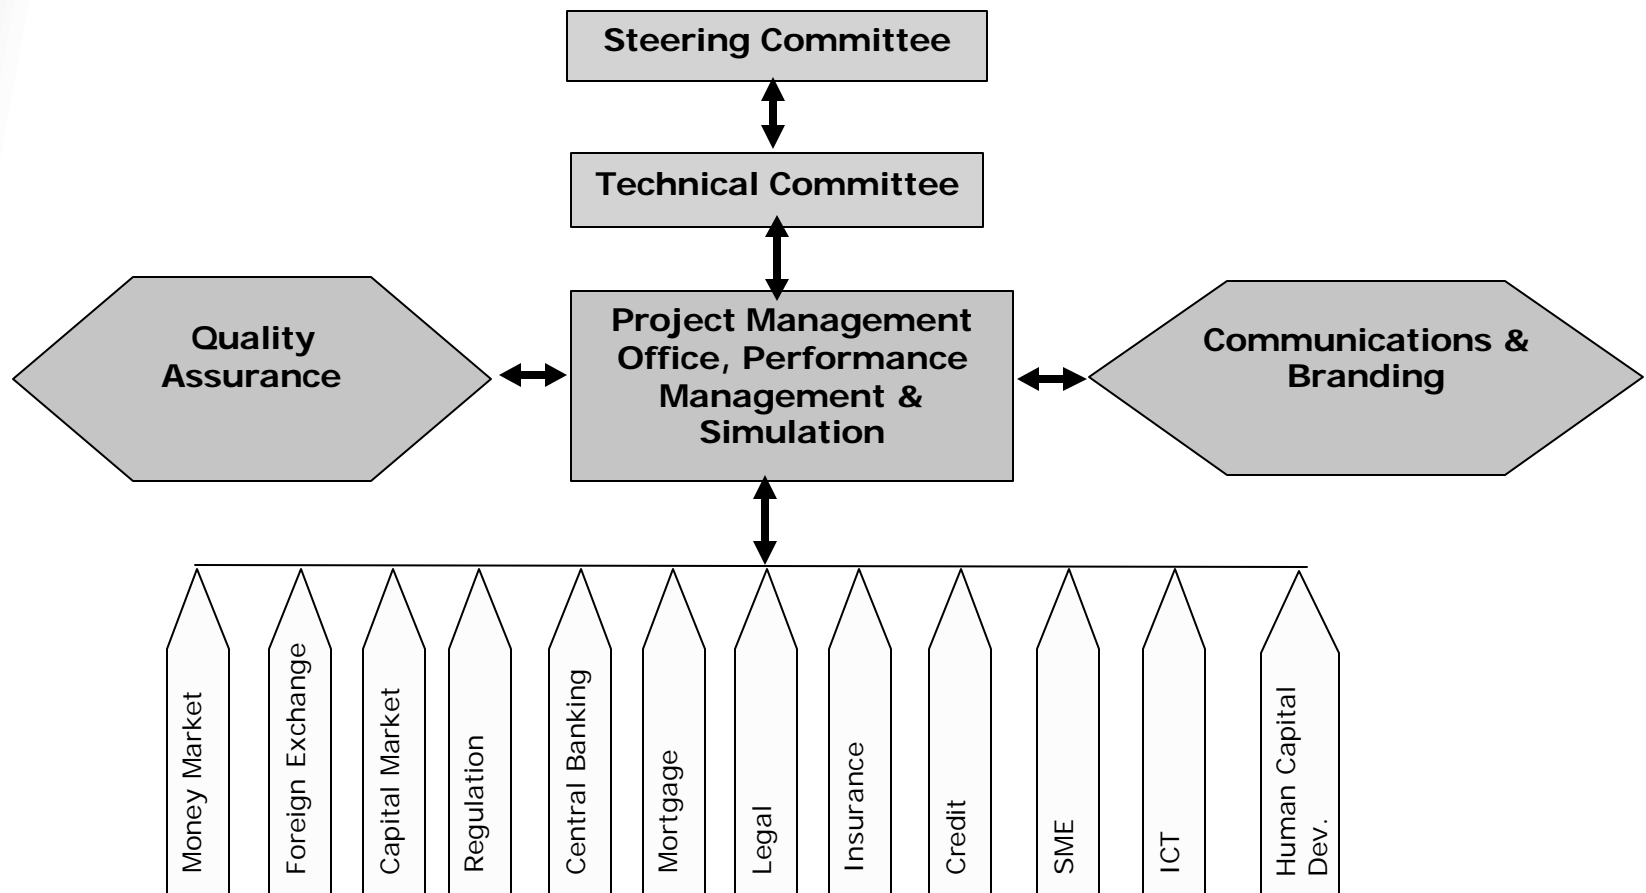 Steering Committee
Technical Committee
Quality
Assurance
Project Management
Office, Performance
Management &
Simulation
Communications &
Branding
Money Market
Foreign Exchange
Capital Market
Regulation
Central Banking
Mortgage
Legal
Insurance
Credit
SME
ICT
Human Capital
Dev.